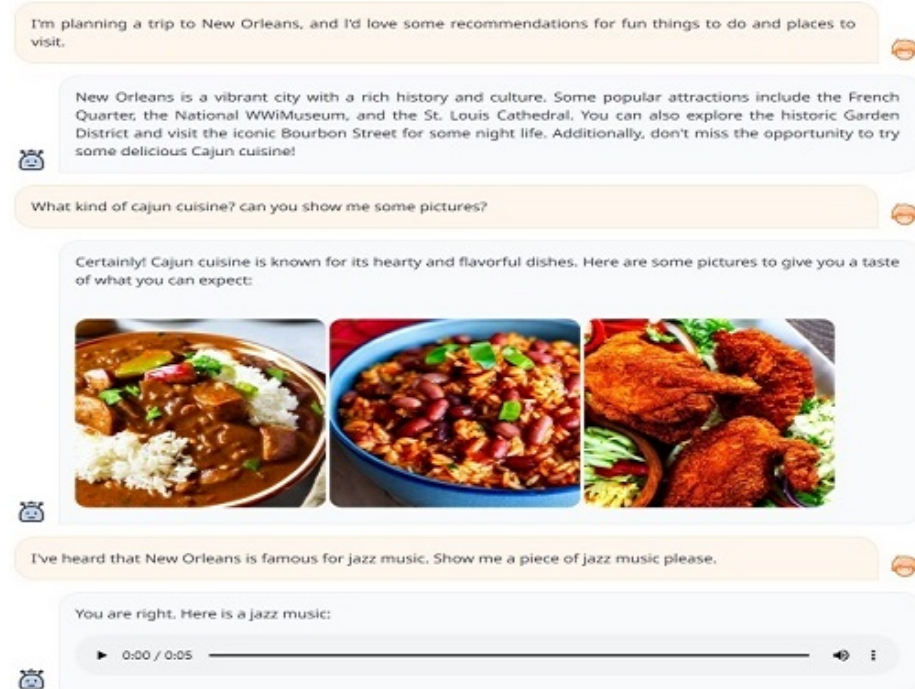 I'm planning a trip to New Orleans, and I'd love some recommendations for fun things to do and places to
visit.
New Orleans is a vibrant city with a rich history and culture. Some popular attractions include the French
Quarter, the National WWiMuseum, and the St. Louis Cathedral. You can also explore the historic Garden
District and visit the iconic Bourbon Street for some night life. Additionally, don't miss the opportunity to try
some delicious Cajun cuisine!
What kind of cajun cuisine? can you show me some pictures?
Certainly! Cajun cuisine is known for its hearty and flavorful dishes. Here are some pictures to give you a taste
of what you can expect:
I've heard that New Orleans is famous for jazz music. Show me a piece of jazz music please.
You are right. Here is a jazz music:
0:00 / 0:05